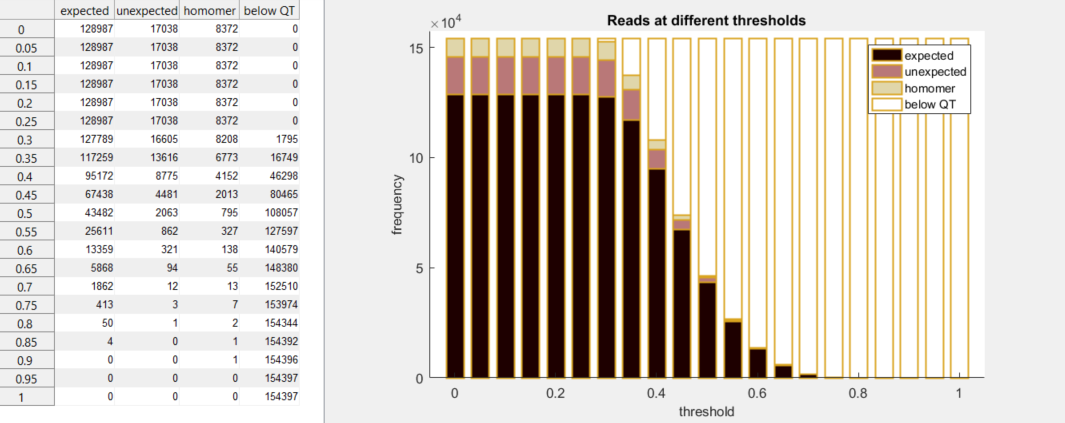 expected unexpected homomer below QT
0 128987 17038 8372 0
0.05 128987 17038 8372 0
0.1 128987 17038 8372 0
0.15 128987 17038 8372 0
0.2 128987 17038 8372 0
0.25 128987 17038 8372 0
0.3 127789 16605 8208 1795
0.35 117259 13616 6773 16749
0.4 95172 8775 4152 46298
0.45 67438 4481 2013 80465
0.5 43482 2063 795 108057
0.55 25611 862 327 127597
0.6 13359 321 138 140579
0.65 5868 94 55 148380
0.7 1862 12 13 152510
0.75 413 3 7 153974
0.8 50 1 2 154344
0.85 4 0 1 154392
0.9 0 0 1 154396
0.95 0 0 0 154397
1 0 0 0 154397
Reads at different thresholds
×10⁴
15
10
5
0
frequency
0 0.2 0.4 0.6 0.8 1
threshold
expected
unexpected
homomer
below QT